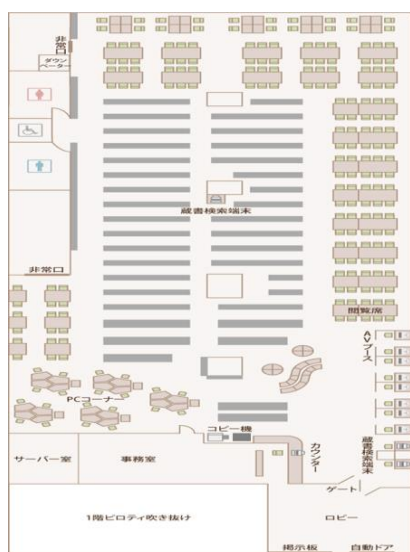 非常口
ダウン
ベーター
蔵書検索端末
非常口
閲覧席
AVブース
PCコーナー
コピー機
カウンター
蔵書検索端末
サーバー室
事務室
ゲート
1階ピロティ吹き抜け
ロビー
掲示板
自動ドア